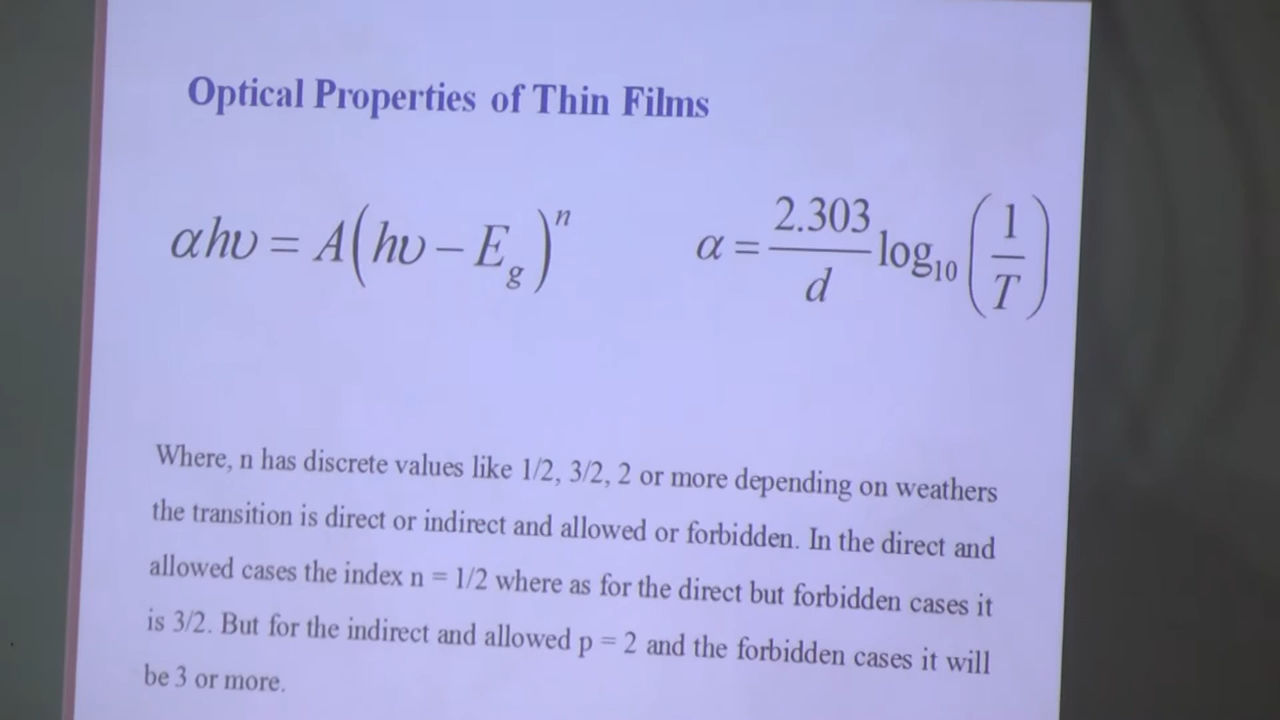 Optical Properties of Thin Films
αhυ = A(hυ − E_g)^n
α = 2.303/d log₁₀ (1/T)
Where, n has discrete values like 1/2, 3/2, 2 or more depending on weathers
the transition is direct or indirect and allowed or forbidden. In the direct and
allowed cases the index n = 1/2 where as for the direct but forbidden cases it
is 3/2. But for the indirect and allowed p = 2 and the forbidden cases it will
be 3 or more.